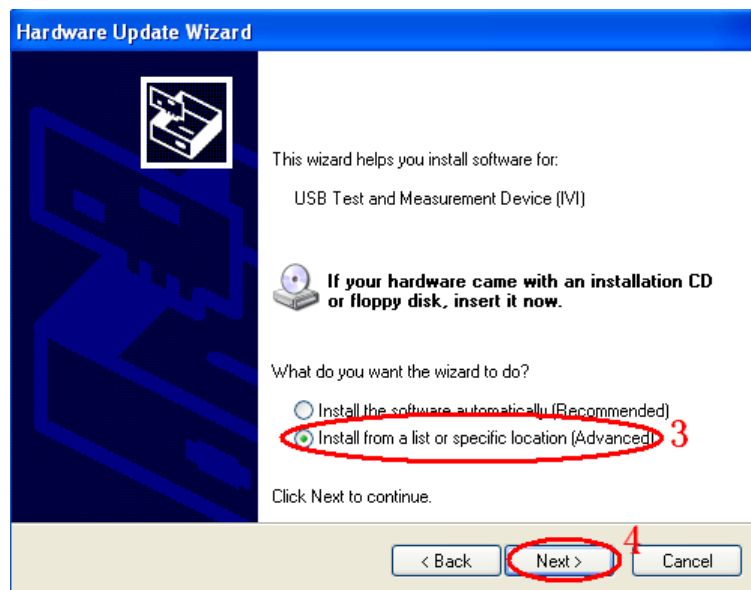 Hardware Update Wizard
This wizard helps you install software for:
USB Test and Measurement Device (IVI)
If your hardware came with an installation CD
or floppy disk, insert it now.
What do you want the wizard to do?
Install the software automatically (Recommended)
Install from a list or specific location (Advanced) 3
Click Next to continue.
< Back Next > 4 Cancel